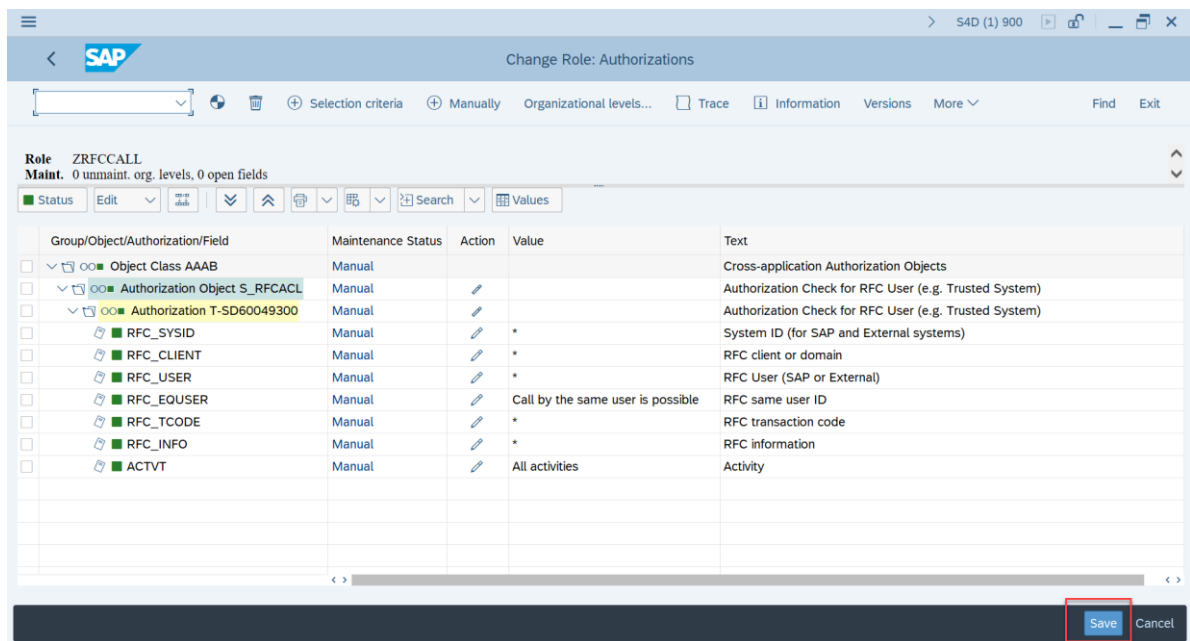 S4D (1) 900
SAP
Change Role: Authorizations
Selection criteria Manually Organizational levels... Trace Information Versions More Find Exit
Role ZRFCCALL
Maint. 0 unmaint. org. levels, 0 open fields
Status Edit Search Values
Group/Object/Authorization/Field Maintenance Status Action Value Text
Object Class AAAB Manual Cross-application Authorization Objects
Authorization Object S_RFCACL Manual Authorization Check for RFC User (e.g. Trusted System)
Authorization T-SD60049300 Manual Authorization Check for RFC User (e.g. Trusted System)
RFC_SYSID Manual * System ID (for SAP and External systems)
RFC_CLIENT Manual * RFC client or domain
RFC_USER Manual * RFC User (SAP or External)
RFC_EQUSER Manual Call by the same user is possible RFC same user ID
RFC_TCODE Manual * RFC transaction code
RFC_INFO Manual * RFC information
ACTVT Manual All activities Activity
Save Cancel